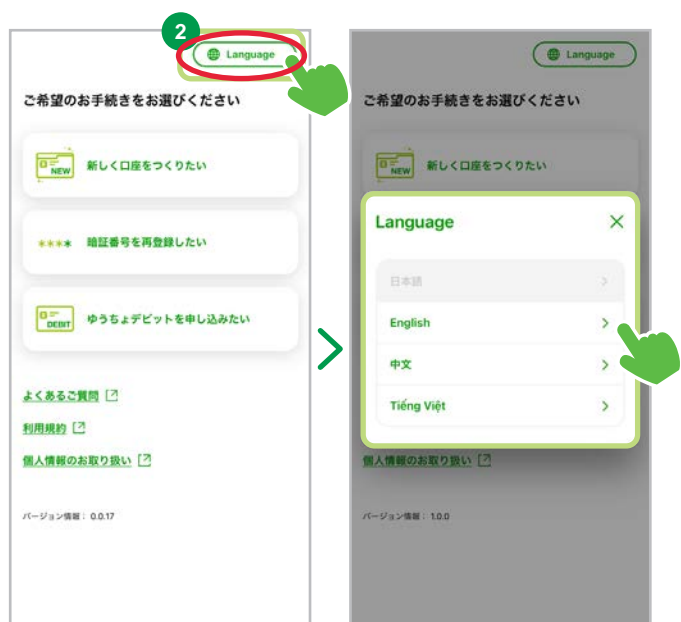 2
Language
ご希望のお手続きをお選びください
NEW
新しく口座をつくりたい
**** 暗証番号を再登録したい
DEBIT
ゆうちょデビットを申し込みたい
よくあるご質問
利用規約
個人情報のお取り扱い
バージョン情報: 0.0.17
Language
ご希望のお手続きをお選びください
NEW
新しく口座をつくりたい
Language
日本語
English
中文
Tiếng Việt
個人情報のお取り扱い
バージョン情報: 1.0.0